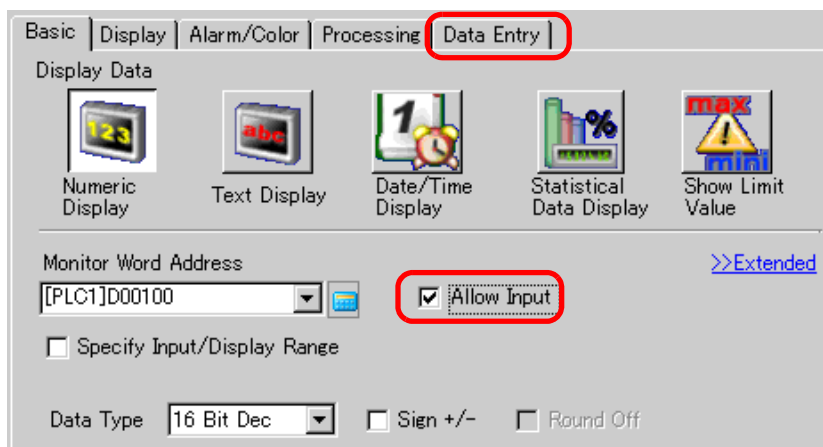 Basic Display Alarm/Color Processing Data Entry
Display Data
123 abc 1 % max mini
Numeric Display
Text Display
Date/Time Display
Statistical Data Display
Show Limit Value
Monitor Word Address >>Extended
[PLC1]D00100 Allow Input
Specify Input/Display Range
Data Type 16 Bit Dec Sign +/- Round Off